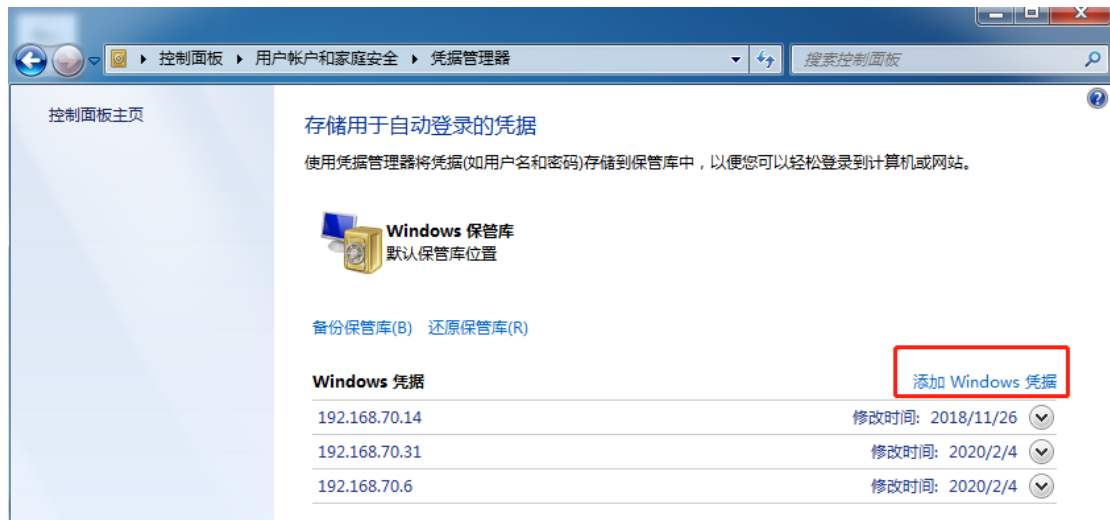 控制面板 ▸ 用户帐户和家庭安全 ▸ 凭据管理器
搜索控制面板
控制面板主页
存储用于自动登录的凭据
使用凭据管理器将凭据(如用户名和密码)存储到保管库中，以便您可以轻松登录到计算机或网站。
Windows 保管库
默认保管库位置
备份保管库(B) 还原保管库(R)
Windows 凭据 添加 Windows 凭据
192.168.70.14 修改时间: 2018/11/26
192.168.70.31 修改时间: 2020/2/4
192.168.70.6 修改时间: 2020/2/4